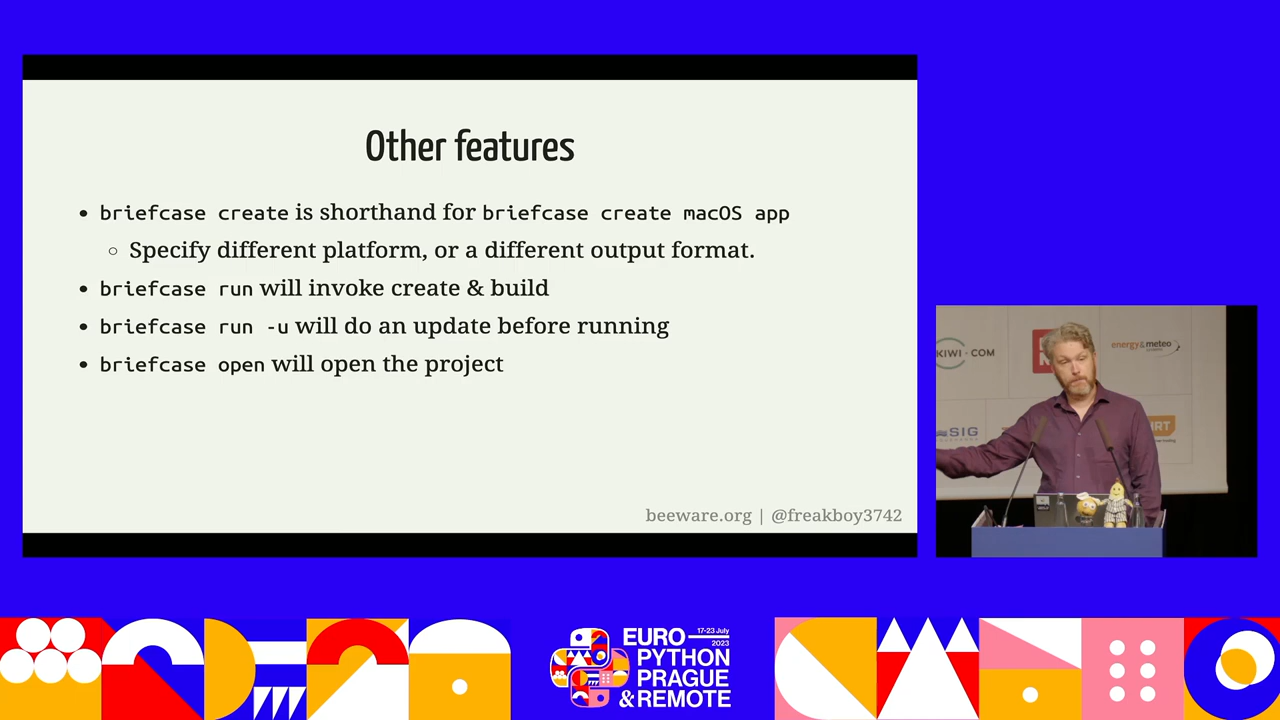 Other features
• briefcase create is shorthand for briefcase create macOS app
○ Specify different platform, or a different output format.
• briefcase run will invoke create & build
• briefcase run -u will do an update before running
• briefcase open will open the project
beeware.org | @freakboy3742
KIWI.COM
energy & meteo
SIG
EURO
17-23 July
2023
PYTHON
PRAGUE
& REMOTE